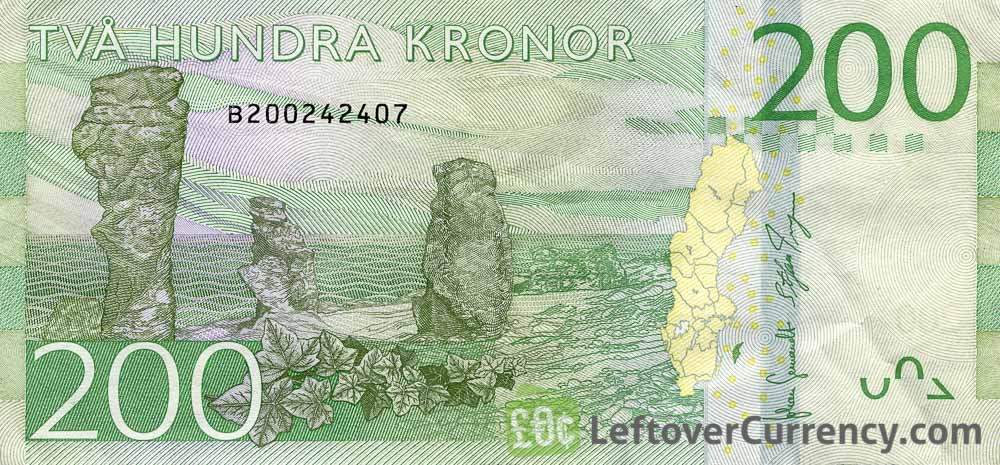 TVÅ HUNDRA KRONOR
200
B200242407
200
£€¢
LeftoverCurrency.com